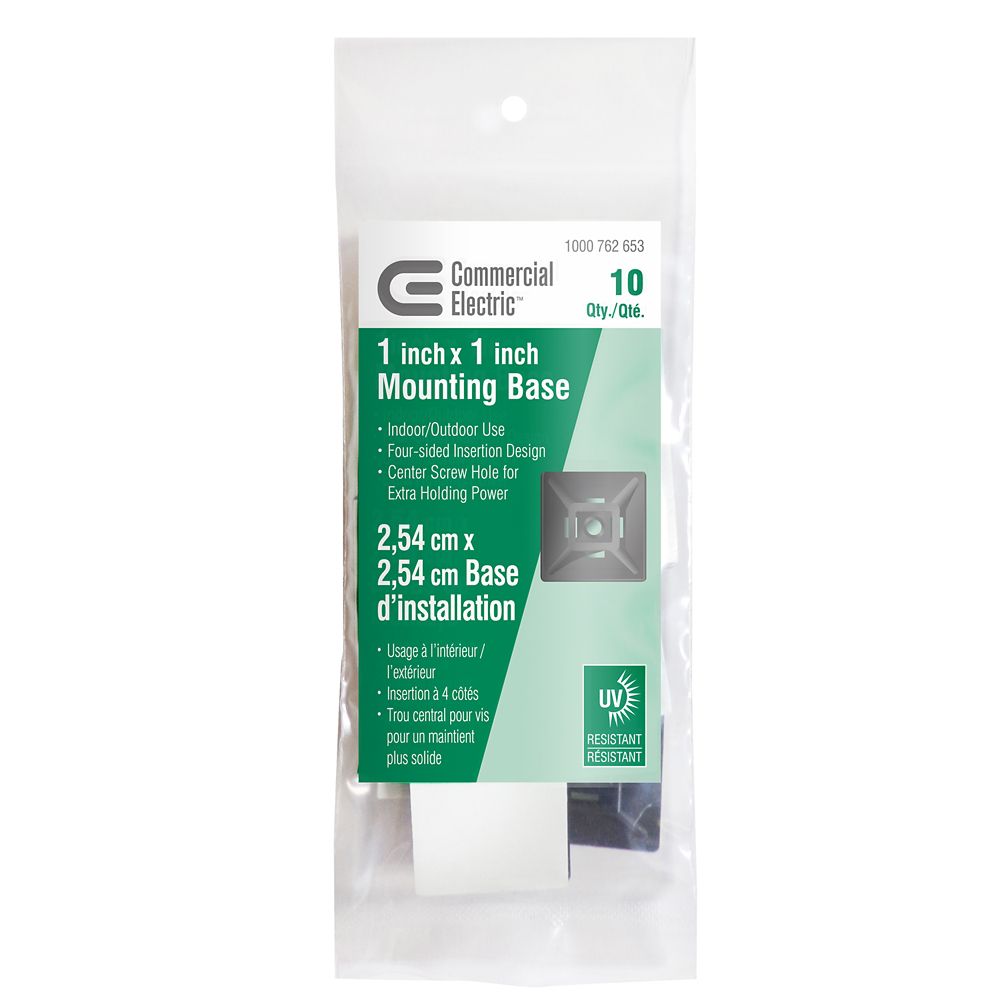 1000 762 653
Commercial
Electric™
10
Qty./Qté.
1 inch x 1 inch
Mounting Base
• Indoor/Outdoor Use
• Four-sided Insertion Design
• Center Screw Hole for
Extra Holding Power
2,54 cm x
2,54 cm Base
d'installation
• Usage à l'intérieur /
l'extérieur
• Insertion à 4 côtés
• Trou central pour vis
pour un maintient
plus solide
UV
RESISTANT
RÉSISTANT